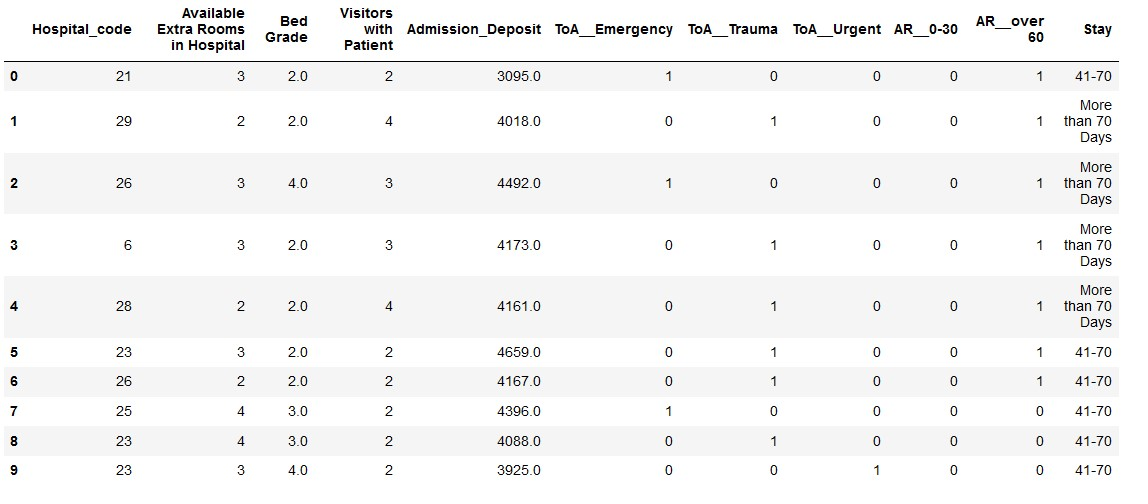 Hospital_code Available Extra Rooms in Hospital Bed Grade Visitors with Patient Admission_Deposit ToA__Emergency ToA__Trauma ToA__Urgent AR__0-30 AR__over 60 Stay
0 21 3 2.0 2 3095.0 1 0 0 0 1 41-70
1 29 2 2.0 4 4018.0 0 1 0 0 1 More than 70 Days
2 26 3 4.0 3 4492.0 1 0 0 0 1 More than 70 Days
3 6 3 2.0 3 4173.0 0 1 0 0 1 More than 70 Days
4 28 2 2.0 4 4161.0 0 1 0 0 1 More than 70 Days
5 23 3 2.0 2 4659.0 0 1 0 0 1 41-70
6 26 2 2.0 2 4167.0 0 1 0 0 1 41-70
7 25 4 3.0 2 4396.0 1 0 0 0 0 41-70
8 23 4 3.0 2 4088.0 0 1 0 0 0 41-70
9 23 3 4.0 2 3925.0 0 0 1 0 0 41-70